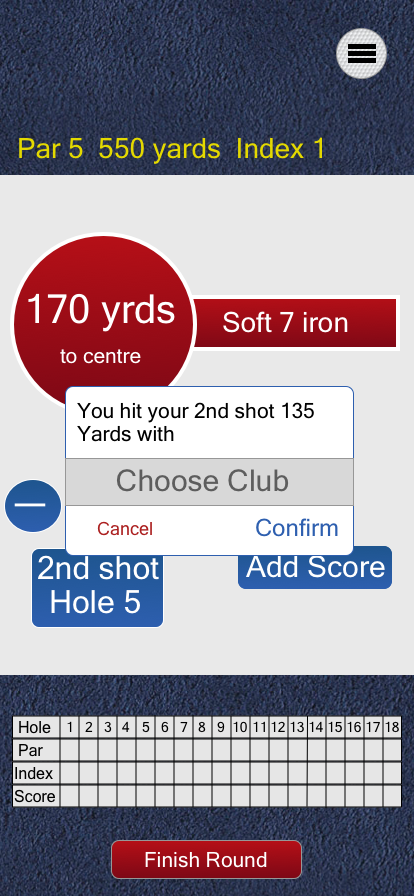 Par 5 550 yards Index 1
170 yrds
to centre
Soft 7 iron
You hit your 2nd shot 135
Yards with
Choose Club
Cancel
Confirm
2nd shot
Hole 5
Add Score
Hole 1 2 3 4 5 6 7 8 9 10 11 12 13 14 15 16 17 18
Par
Index
Score
Finish Round